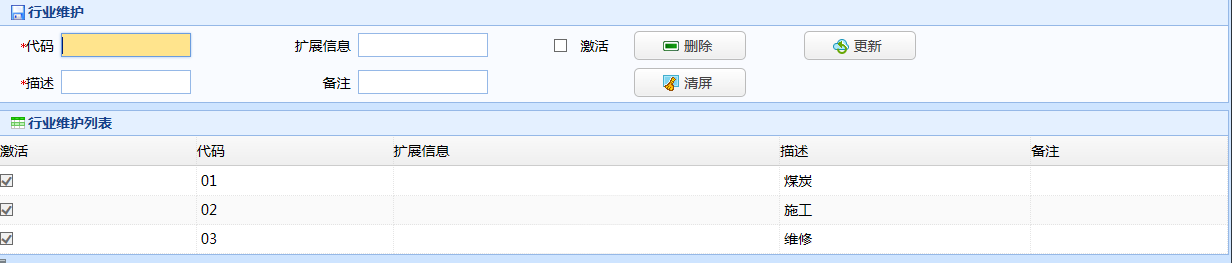 行业维护
*代码 扩展信息 激活 删除 更新
*描述 备注 清屏
行业维护列表
激活 代码 扩展信息 描述 备注
01 煤炭
02 施工
03 维修